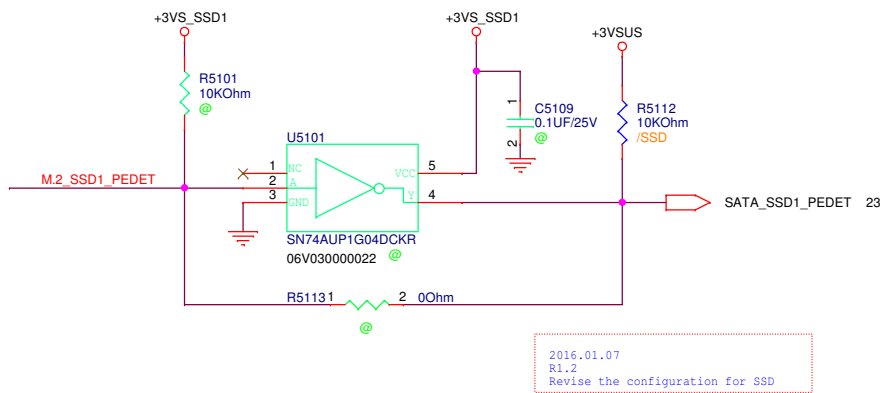 +3VS_SSD1
+3VS_SSD1
+3VSUS
R5101
10KOhm
@
1
C5109
0.1UF/25V
2
@
R5112
10KOhm
/SSD
U5101
1 NC
VCC 5
M.2_SSD1_PEDET
2 A
Y 4
3 GND
SATA_SSD1_PEDET 23
SN74AUP1G04DCKR
@
06V030000022
R5113 1 2 0Ohm
@
2016.01.07
R1.2
Revise the configuration for SSD